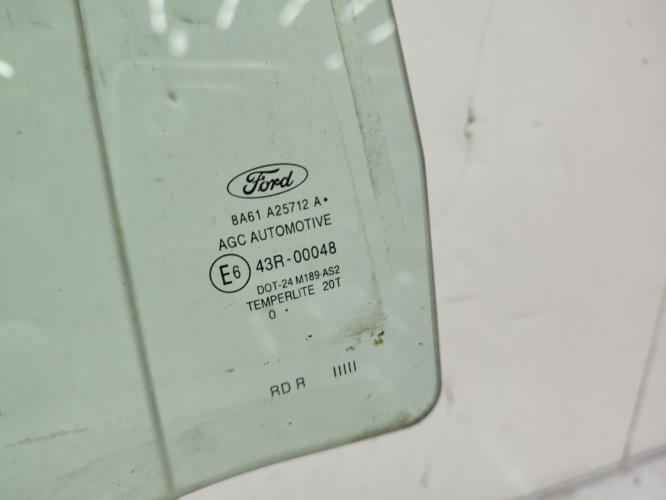 Ford
8A61 A25712 A•
AGC AUTOMOTIVE
E6 43R-00048
DOT-24 M189-AS2
TEMPERLITE 20T
0 •
RD R IIIII